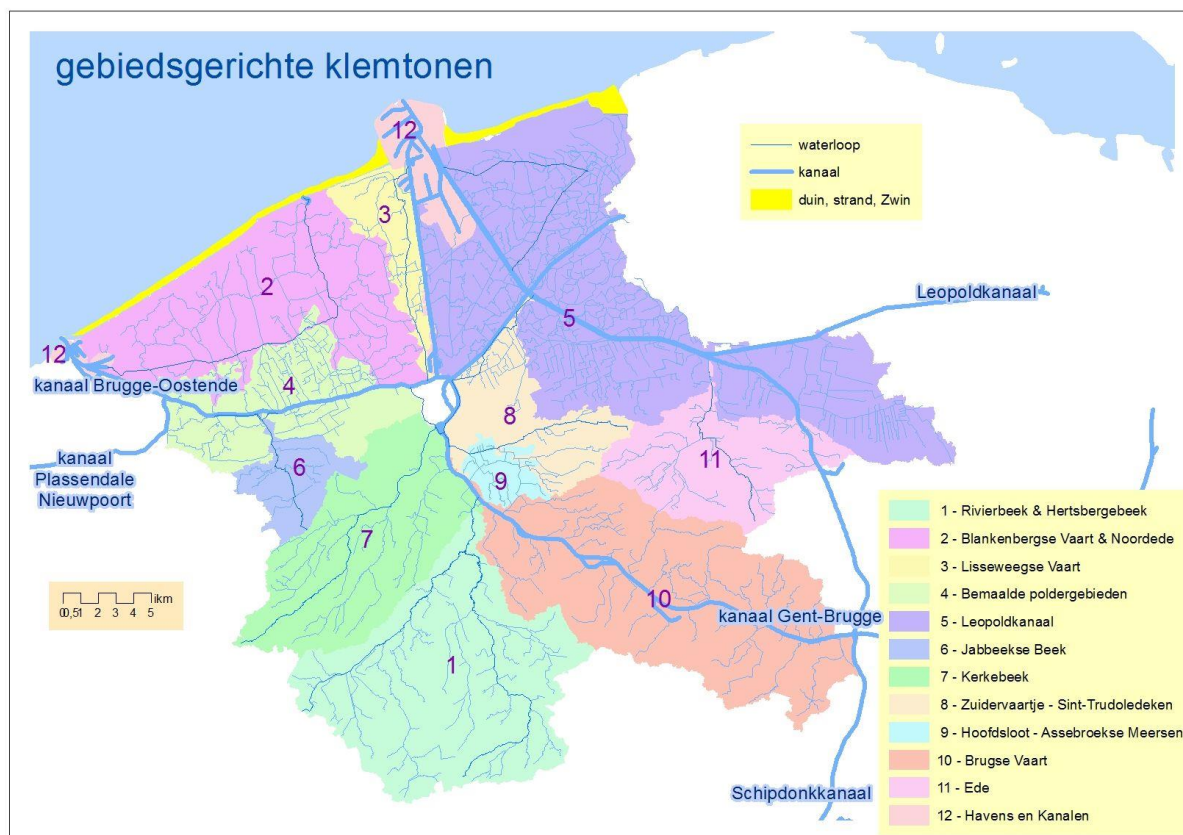 gebiedsgerichte klemtonen
12
waterloop
kanaal
duin, strand, Zwin
3
2
Leopoldkanaal
5
12
kanaal Brugge-Oostende
4
8
kanaal
Plassendale
Nieuwpoort
6
11
9
7
1 - Rivierbeek & Hertsbergebeek
2 - Blankenbergse Vaart & Noordede
3 - Lisseweegse Vaart
4 - Bemaalde poldergebieden
5 - Leopoldkanaal
6 - Jabbeekse Beek
7 - Kerkebeek
8 - Zuidervaartje - Sint-Trudoledeken
9 - Hoofdsloot - Assebroekse Meersen
10 - Brugse Vaart
11 - Ede
12 - Havens en Kanalen
km
00,51 2 3 4 5
10
kanaal Gent-Brugge
1
Schipdonkkanaal